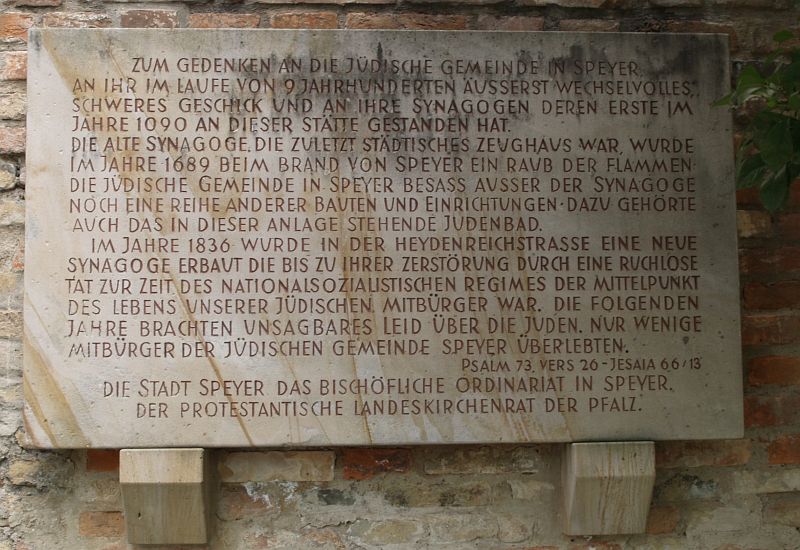 ZUM GEDENKEN AN DIE JÜDISCHE GEMEINDE IN SPEYER,
AN IHR IM LAUFE VON 9 JAHRHUNDERTEN ÄUSSERST WECHSELVOLLES,
SCHWERES GESCHICK UND AN IHRE SYNAGOGEN DEREN ERSTE IM
JAHRE 1090 AN DIESER STÄTTE GESTANDEN HAT.
DIE ALTE SYNAGOGE, DIE ZULETZT STÄDTISCHES ZEUGHAUS WAR, WURDE
IM JAHRE 1689 BEIM BRAND VON SPEYER EIN RAUB DER FLAMMEN·
DIE JÜDISCHE GEMEINDE IN SPEYER BESASS AUSSER DER SYNAGOGE
NOCH EINE REIHE ANDERER BAUTEN UND EINRICHTUNGEN · DAZU GEHÖRTE
AUCH DAS IN DIESER ANLAGE STEHENDE JUDENBAD.
IM JAHRE 1836 WURDE IN DER HEYDENREICHSTRASSE EINE NEUE
SYNAGOGE ERBAUT DIE BIS ZU IHRER ZERSTÖRUNG DURCH EINE RUCHLOSE
TAT ZUR ZEIT DES NATIONALSOZIALISTISCHEN REGIMES DER MITTELPUNKT
DES LEBENS UNSERER JÜDISCHEN MITBÜRGER WAR. DIE FOLGENDEN
JAHRE BRACHTEN UNSAGBARES LEID ÜBER DIE JUDEN. NUR WENIGE
MITBÜRGER DER JÜDISCHEN GEMEINDE SPEYER ÜBERLEBTEN.
PSALM 73, VERS 26 - JESAIA 66/13
DIE STADT SPEYER DAS BISCHÖFLICHE ORDINARIAT IN SPEYER.
DER PROTESTANTISCHE LANDESKIRCHENRAT DER PFALZ.